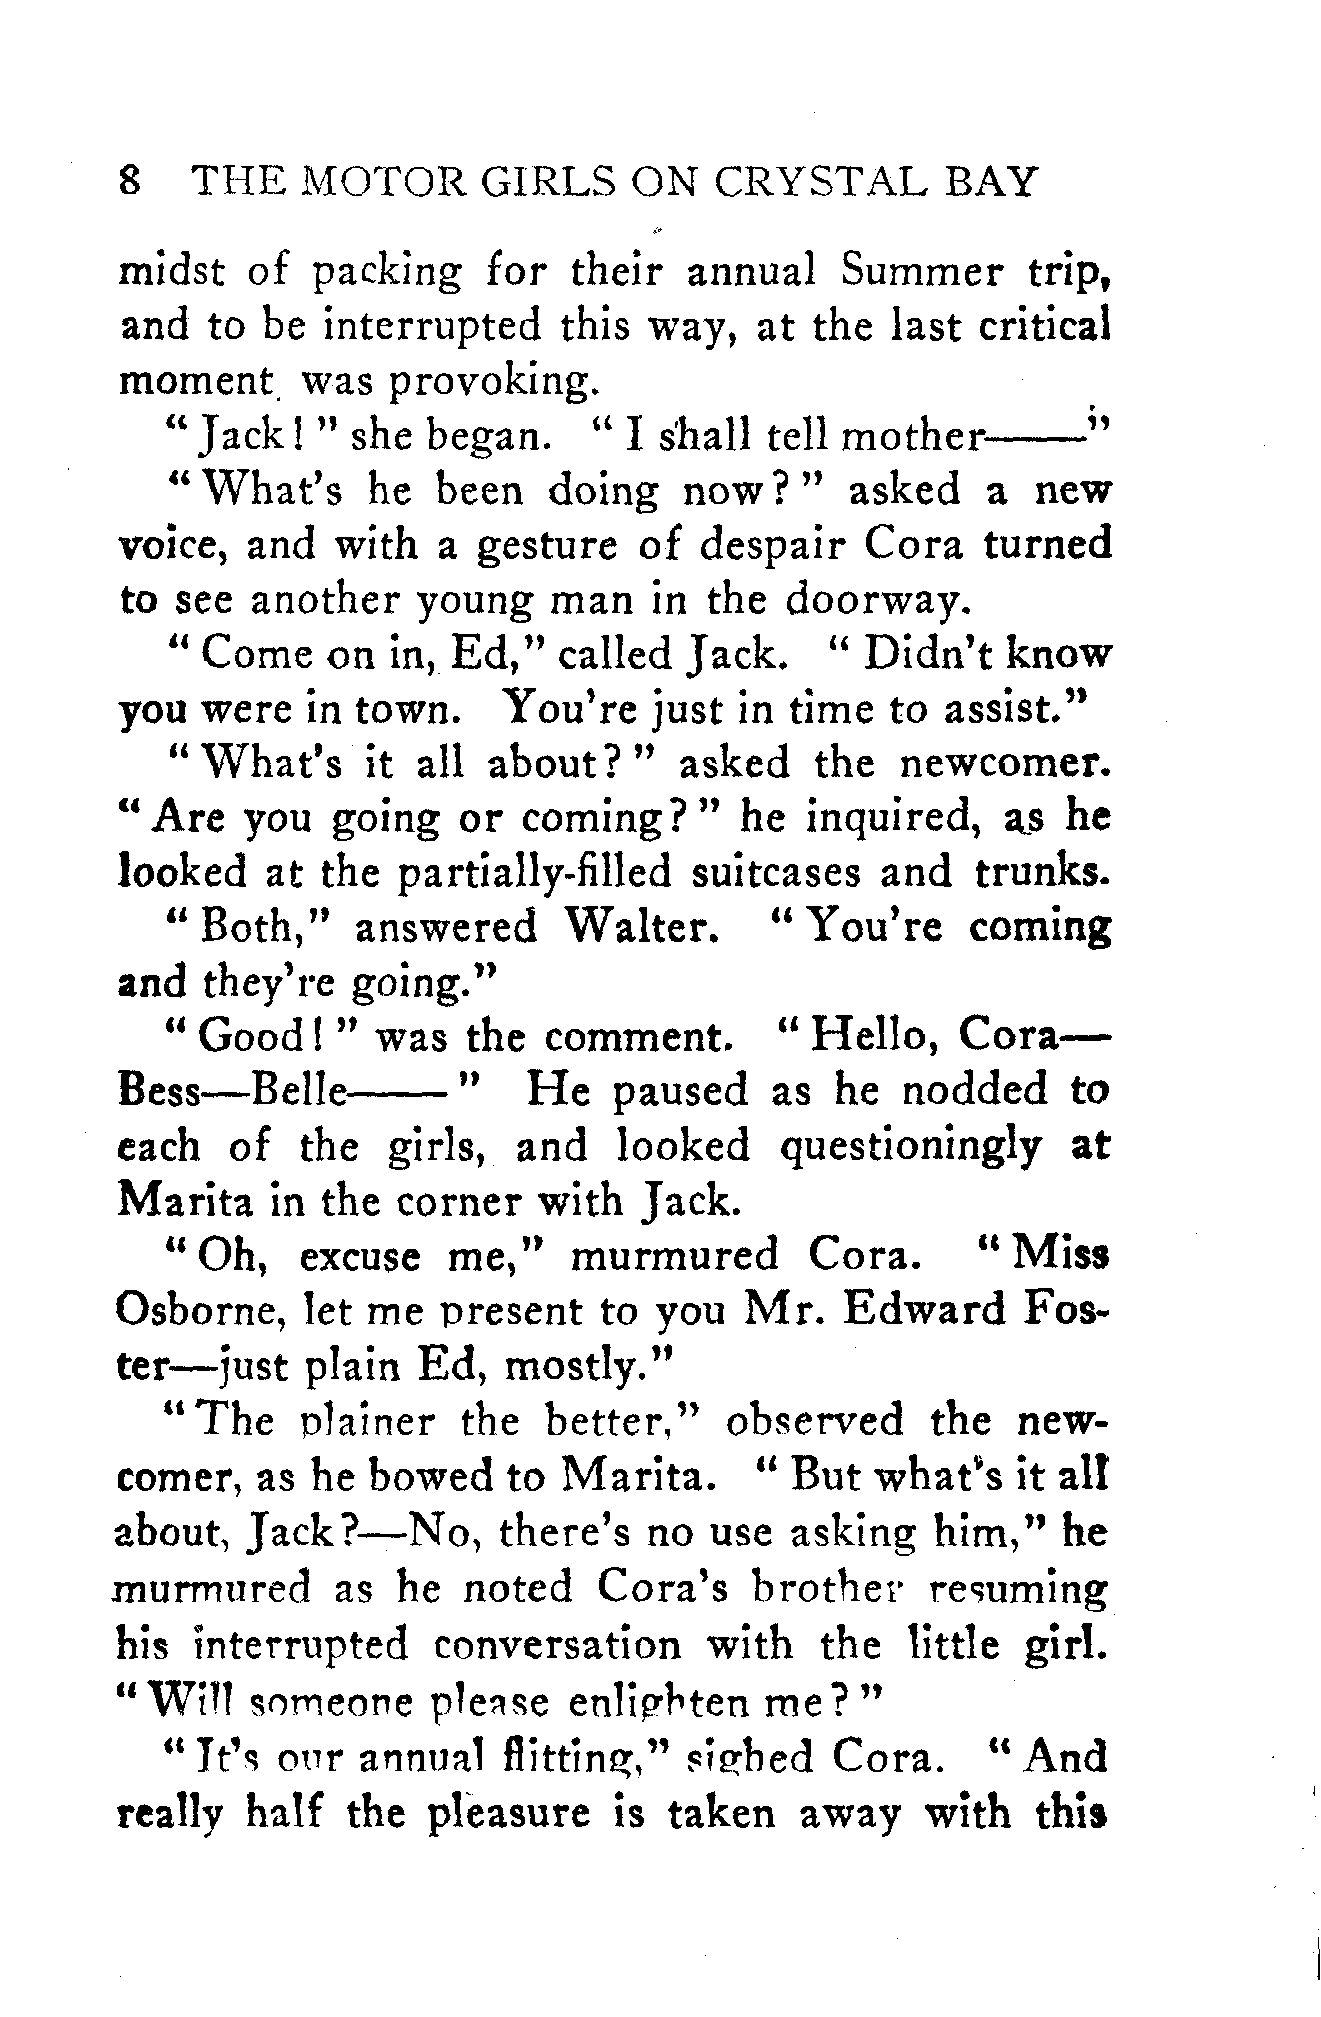 8 THE MOTOR GIRLS ON CRYSTAL BAY
midst of packing for their annual Summer trip,
and to be interrupted this way, at the last critical
moment was provoking.
" Jack! " she began. " I shall tell mother——"
" What's he been doing now? " asked a new
voice, and with a gesture of despair Cora turned
to see another young man in the doorway.
" Come on in, Ed," called Jack. " Didn't know
you were in town. You're just in time to assist."
" What's it all about? " asked the newcomer.
" Are you going or coming? " he inquired, as he
looked at the partially-filled suitcases and trunks.
" Both," answered Walter. " You're coming
and they're going."
" Good! " was the comment. " Hello, Cora—
Bess—Belle—— " He paused as he nodded to
each of the girls, and looked questioningly at
Marita in the corner with Jack.
" Oh, excuse me," murmured Cora. " Miss
Osborne, let me present to you Mr. Edward Fos-
ter—just plain Ed, mostly."
" The plainer the better," observed the new-
comer, as he bowed to Marita. " But what's it all
about, Jack?—No, there's no use asking him," he
murmured as he noted Cora's brother resuming
his interrupted conversation with the little girl.
" Will someone please enlighten me? "
" It's our annual flitting," sighed Cora. " And
really half the pleasure is taken away with this